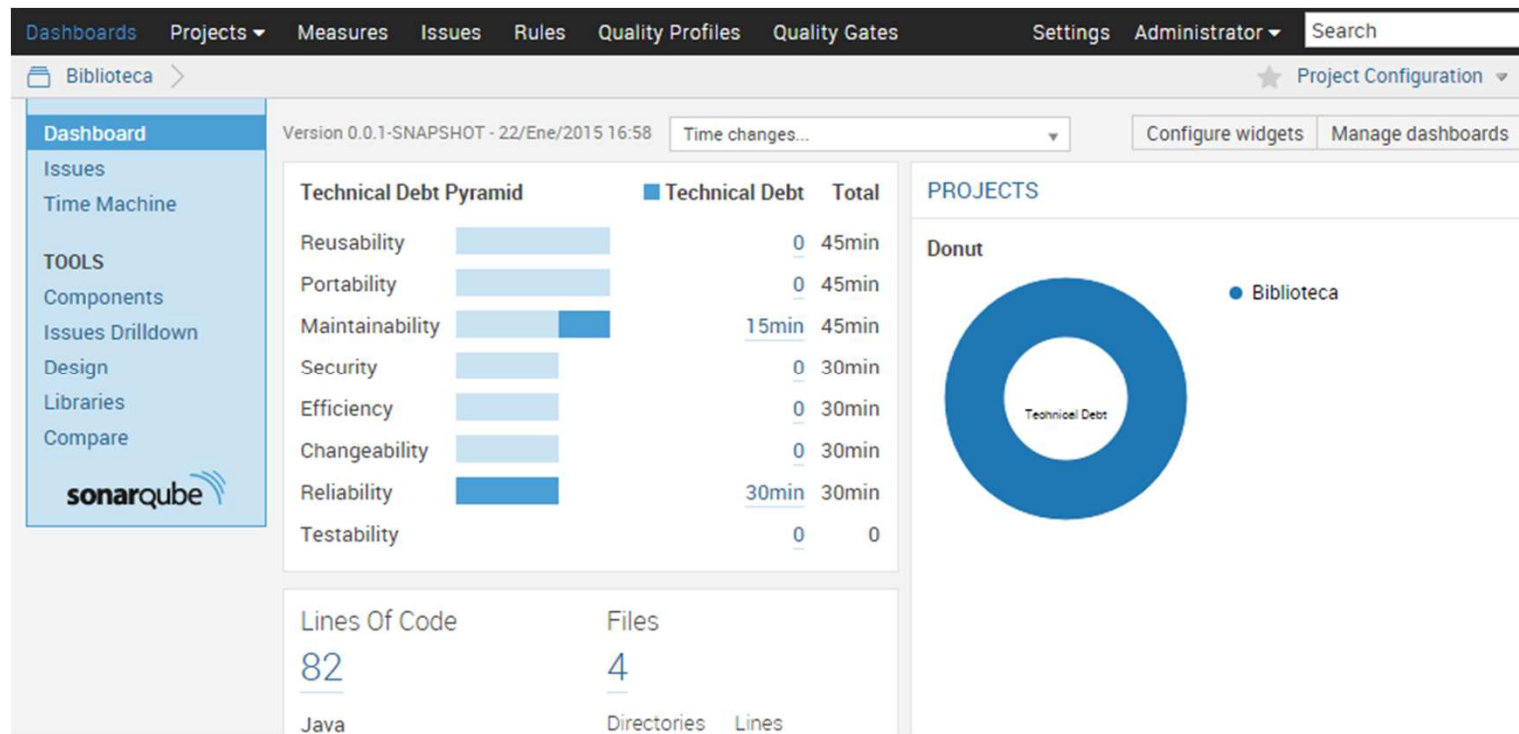 Dashboards Projects Measures Issues Rules Quality Profiles Quality Gates Settings Administrator Search
Biblioteca Project Configuration
Dashboard
Issues
Time Machine
TOOLS
Components
Issues Drilldown
Design
Libraries
Compare
sonarqube
Version 0.0.1-SNAPSHOT - 22/Ene/2015 16:58 Time changes... Configure widgets Manage dashboards
Technical Debt Pyramid Technical Debt Total
Reusability 0 45min
Portability 0 45min
Maintainability 15min 45min
Security 0 30min
Efficiency 0 30min
Changeability 0 30min
Reliability 30min 30min
Testability 0 0
Lines Of Code Files
82 4
Java Directories Lines
PROJECTS
Donut
Technical Debt
Biblioteca